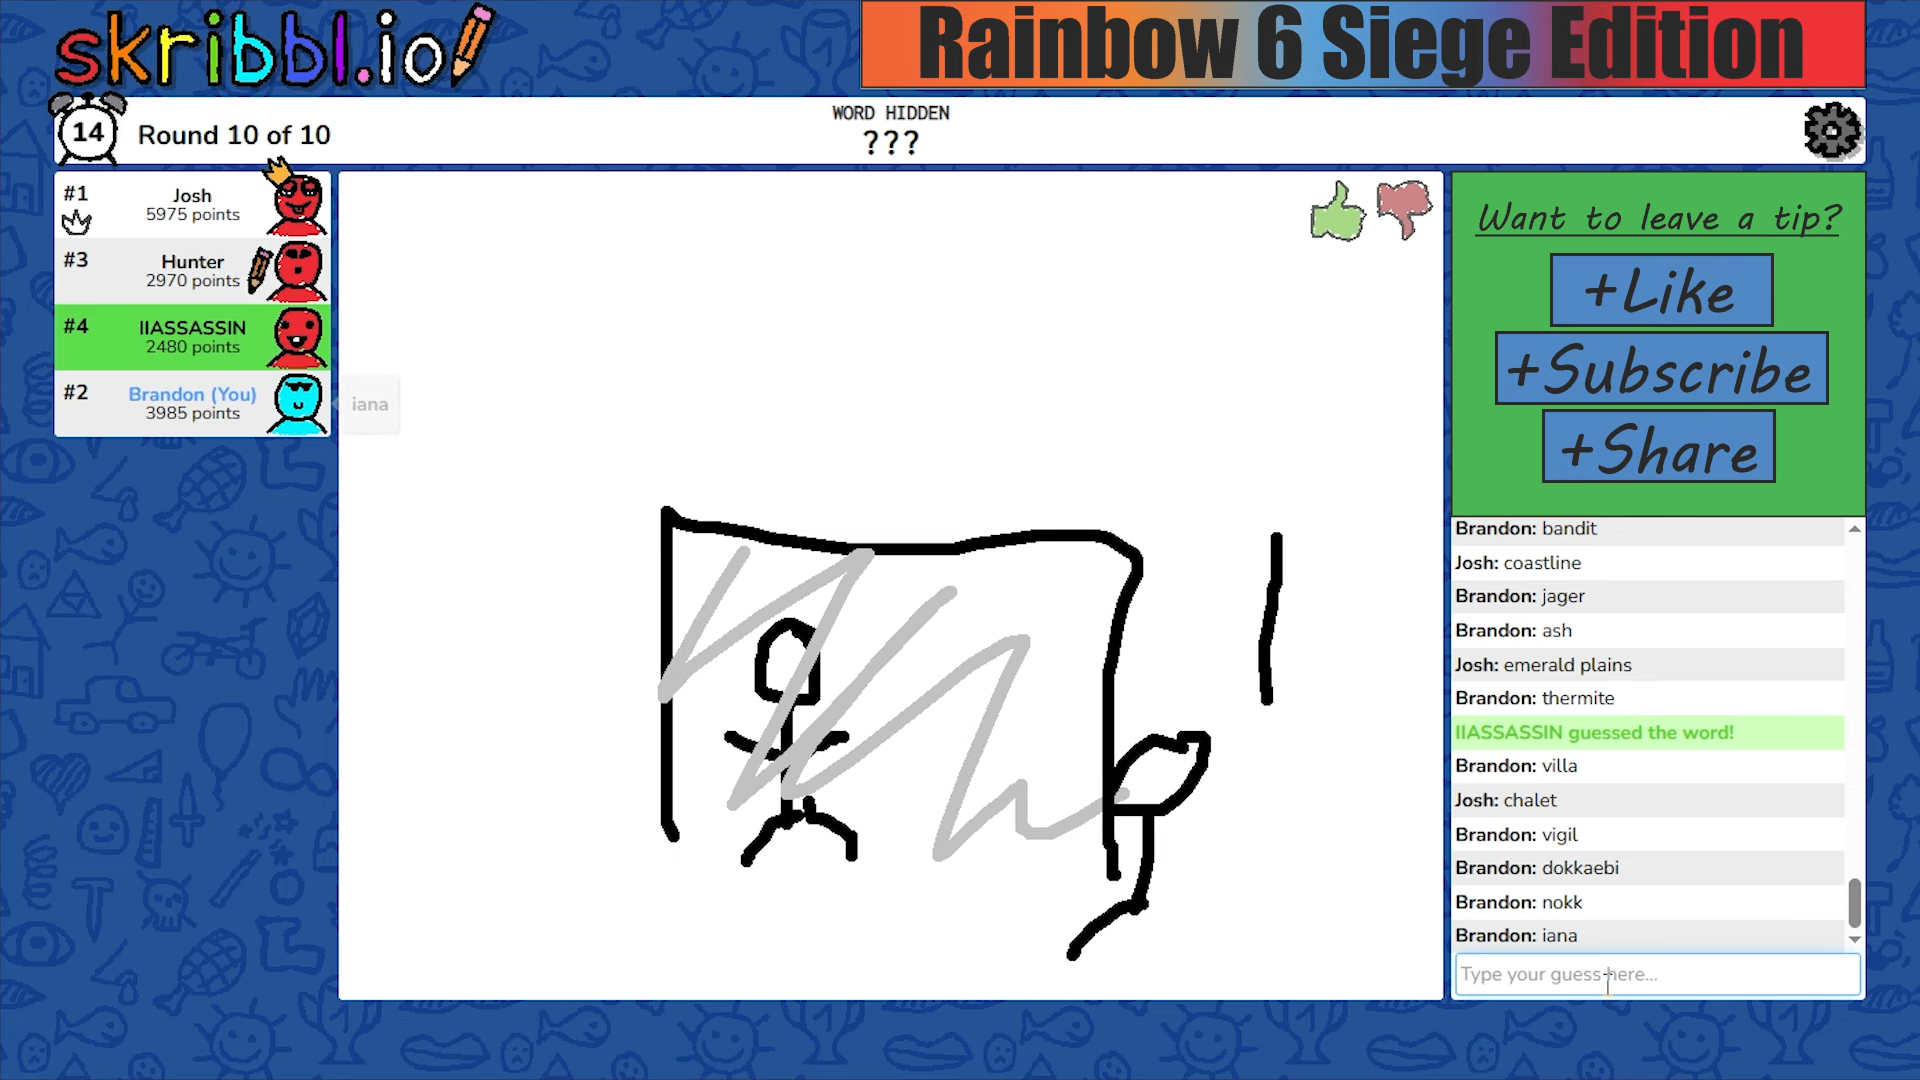 skribbl.io
Rainbow 6 Siege Edition
14
Round 10 of 10
WORD HIDDEN
???
#1
Josh
5975 points
#3
Hunter
2970 points
#4
IIASSASSIN
2480 points
#2
Brandon (You)
3985 points
iana
Want to leave a tip?
+Like
+Subscribe
+Share
Brandon: bandit
Josh: coastline
Brandon: jager
Brandon: ash
Josh: emerald plains
Brandon: thermite
IIASSASSIN guessed the word!
Brandon: villa
Josh: chalet
Brandon: vigil
Brandon: dokkaebi
Brandon: nokk
Brandon: iana
Type your guess here...